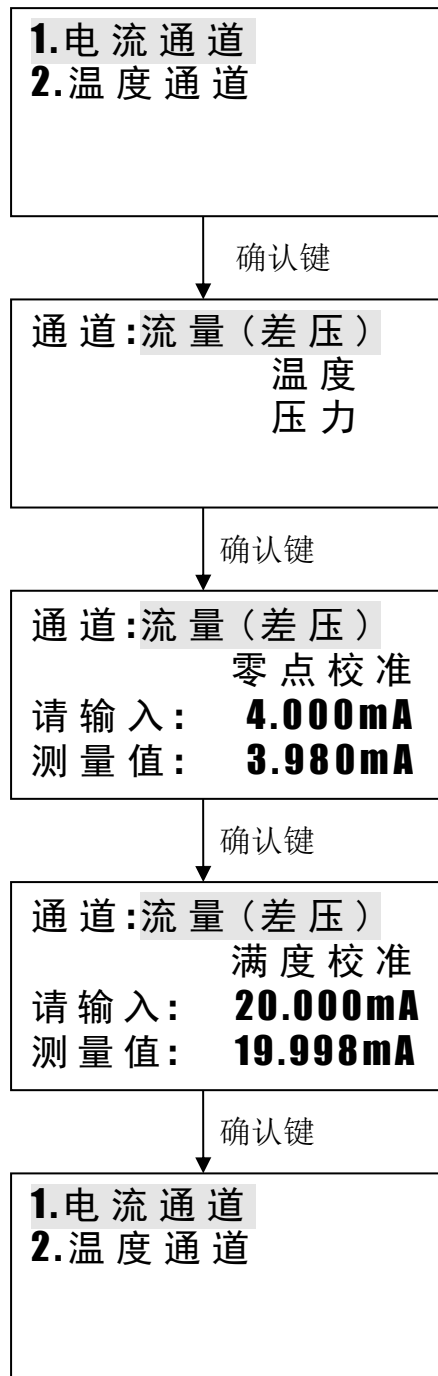 1.电流通道
2.温度通道
确认键
通道:流量(差压)
温度
压力
确认键
通道:流量(差压)
零点校准
请输入: 4.000mA
测量值: 3.980mA
确认键
通道:流量(差压)
满度校准
请输入: 20.000mA
测量值: 19.998mA
确认键
1.电流通道
2.温度通道